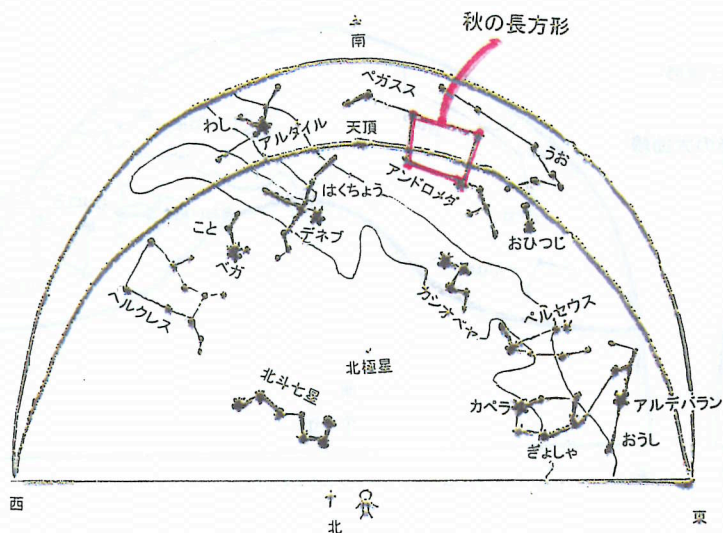 秋の長方形
南
ペガスス
わし
アルタイル
天頂
うお
アンドロメダ
はくちょう
デネブ
おひつじ
こと
ベガ
カシオペヤ
ヘルクレス
ペルセウス
北極星
北斗七星
カペラ
アルデバラン
おうし
ぎょしゃ
西
北
東